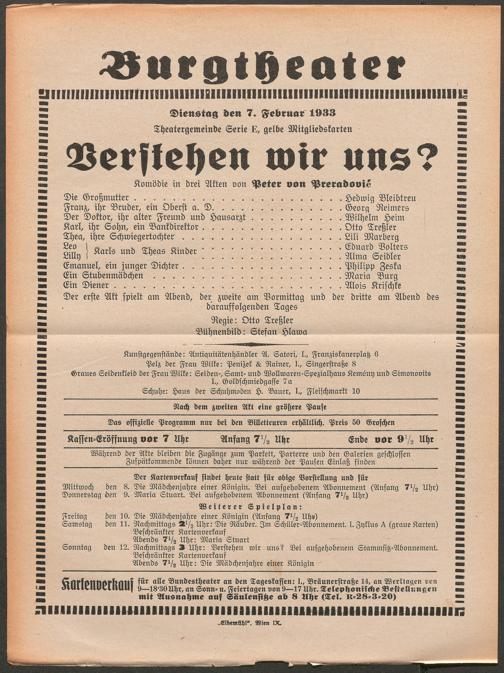 Burgtheater
Dienstag den 7. Februar 1933
Theatergemeinde Serie E, gelbe Mitgliedskarten
Verstehen wir uns?
Komödie in drei Akten von Peter von Preradović
Die Großmutter . . . Hedwig Bleibtreu
Franz, ihr Bruder, ein Oberst a. D. . . . Georg Reimers
Der Doktor, ihr alter Freund und Hausarzt . . . Wilhelm Heim
Karl, ihr Sohn, ein Bankdirektor . . . Otto Treßler
Thea, ihre Schwiegertochter . . . Lili Marberg
Leo } Karls und Theas Kinder . . . Eduard Volters
Lilly } . . . Alma Seidler
Emanuel, ein junger Dichter . . . Philipp Zeska
Ein Stubenmädchen . . . Maria Burg
Ein Diener . . . Alois Krischke
Der erste Akt spielt am Abend, der zweite am Vormittag und der dritte am Abend des
darauffolgenden Tages
Regie: Otto Treßler
Bühnenbild: Stefan Hlawa
Kunstgegenstände: Antiquitätenhändler A. Satori, I., Franziskanerplatz 6
Pelz der Frau Wilke: Penižek & Rainer, I., Singerstraße 8
Graues Seidenkleid der Frau Wilke: Seiden-, Samt- und Wollwaren-Spezialhaus Kemény und Simonovits
I., Goldschmiedgasse 7a
Schuhe: Haus der Schuhmoden H. Bauer, I., Fleischmarkt 10
Nach dem zweiten Akt eine größere Pause
Das offizielle Programm nur bei den Billetteuren erhältlich. Preis 50 Groschen
Kassen-Eröffnung vor 7 Uhr Anfang 7½ Uhr Ende vor 9½ Uhr
Während der Akte bleiben die Zugänge zum Parkett, Parterre und den Galerien geschlossen
Zuspätkommende können daher nur während der Pausen Einlaß finden
Der Kartenverkauf findet heute statt für obige Vorstellung und für
Mittwoch den 8. Die Mädchenjahre einer Königin. Bei aufgehobenem Abonnement (Anfang 7½ Uhr)
Donnerstag den 9. Maria Stuart. Bei aufgehobenem Abonnement (Anfang 7½ Uhr)
Weiterer Spielplan:
Freitag den 10. Die Mädchenjahre einer Königin (Anfang 7½ Uhr)
Samstag den 11. Nachmittags 2½ Uhr: Die Räuber. Im Schiller-Abonnement. 1. Zyklus A (graue Karten)
Beschränkter Kartenverkauf
Abends 7½ Uhr: Maria Stuart
Sonntag den 12. Nachmittags 3 Uhr: Verstehen wir uns? Bei aufgehobenem Stammsitz-Abonnement.
Beschränkter Kartenverkauf
Abends 7½ Uhr: Die Mädchenjahre einer Königin
Kartenverkauf für alle Bundestheater an den Tageskassen: I., Bräunerstraße 14, an Werktagen von
9—18·30 Uhr, an Sonn- u. Feiertagen von 9—17 Uhr. Telephonische Bestellungen
mit Ausnahme auf Säulensitze ab 8 Uhr (Tel. R-28-3-20)
„Elbemühl“, Wien IX.